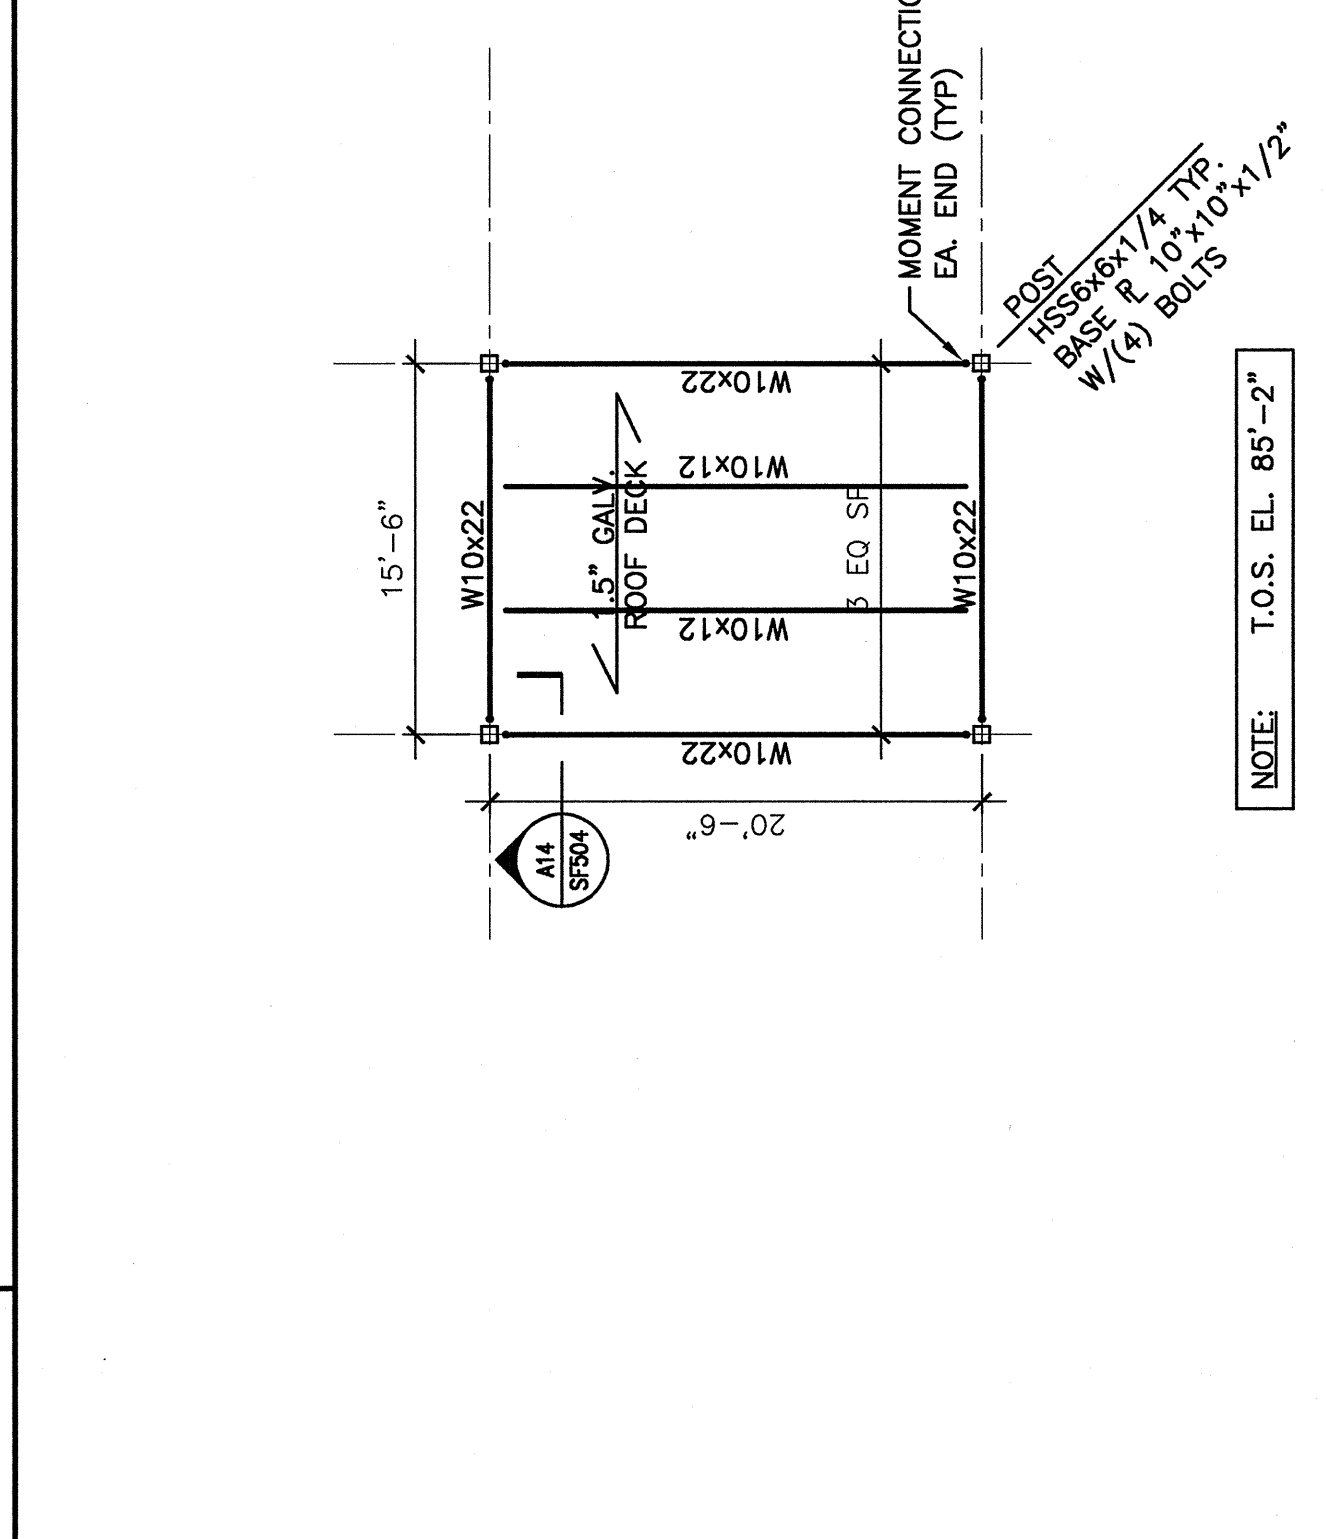 MOMENT CONNECTIO
EA. END (TYP)
POST
HSS6x6x1/4 TYP.
BASE ℄ 10"x10"x1/2"
W/(4) BOLTS
15'-6"
W10x22
W10x22
W10x12
1.5" GALV.
ROOF DECK
3 EQ SP
W10x12
W10x22
W10x22
20'-6"
A14
SF504
NOTE: T.O.S. EL. 85'-2"